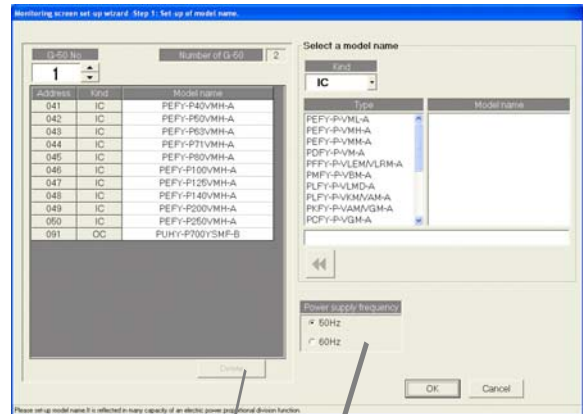 Monitoring screen set up wizard Step 1: Set up of model name.
G-50 No
Number of G-50
2
1
Address Kind Model name
041 IC PEFY-P40VMH-A
042 IC PEFY-P50VMH-A
043 IC PEFY-P63VMH-A
044 IC PEFY-P71VMH-A
045 IC PEFY-P80VMH-A
046 IC PEFY-P100VMH-A
047 IC PEFY-P125VMH-A
048 IC PEFY-P140VMH-A
049 IC PEFY-P200VMH-A
050 IC PEFY-P250VMH-A
091 OC PUHY-P700YSMF-B
Delete
Select a model name
Kind
IC
Type
Model name
PEFY-P-VML-A
PEFY-P-VMH-A
PEFY-P-VMM-A
PDFY-P-VM-A
PFFY-P-VLEM/VLRM-A
PMFY-P-VBM-A
PLFY-P-VLMD-A
PLFY-P-VKM/VAM-A
PKFY-P-VAM/VGM-A
PCFY-P-VGM-A
Power supply frequency
50Hz
60Hz
OK
Cancel
Please set-up model name.It is reflected in many capacity of an electric power proportional division function.